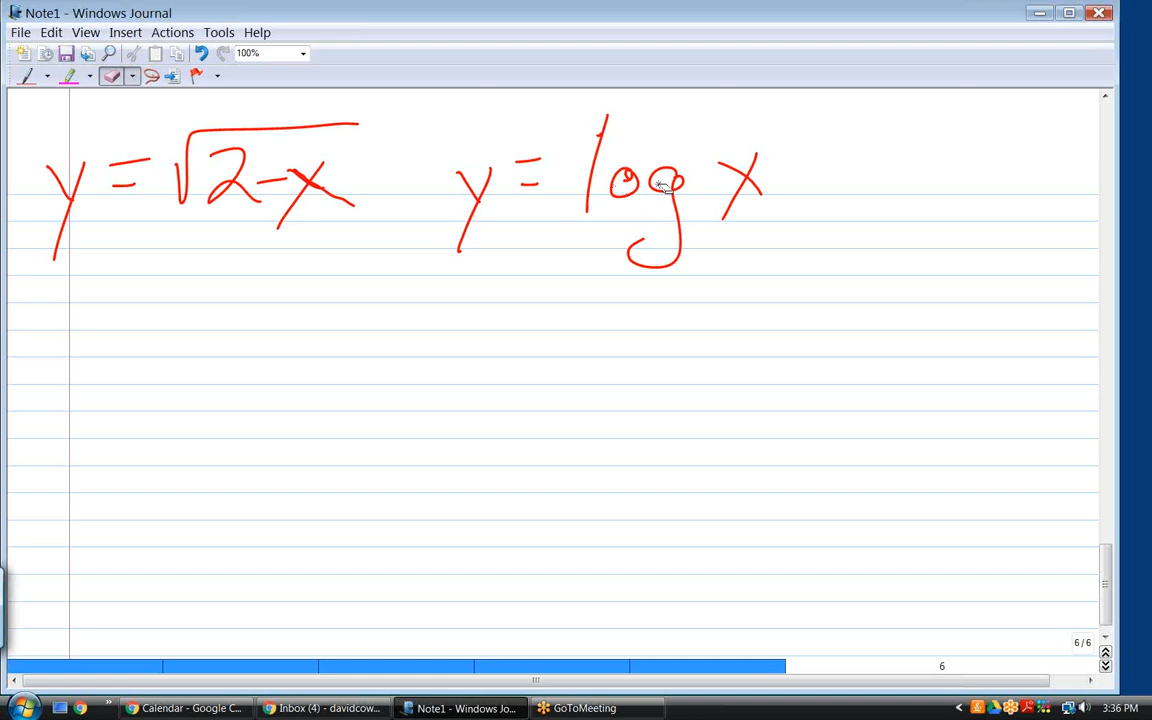 Note1 - Windows Journal
File Edit View Insert Actions Tools Help
100%
y = √2-x y = log x
6/6
6
Calendar - Google C... Inbox (4) - davidcow... Note1 - Windows Jo... GoToMeeting 3:36 PM